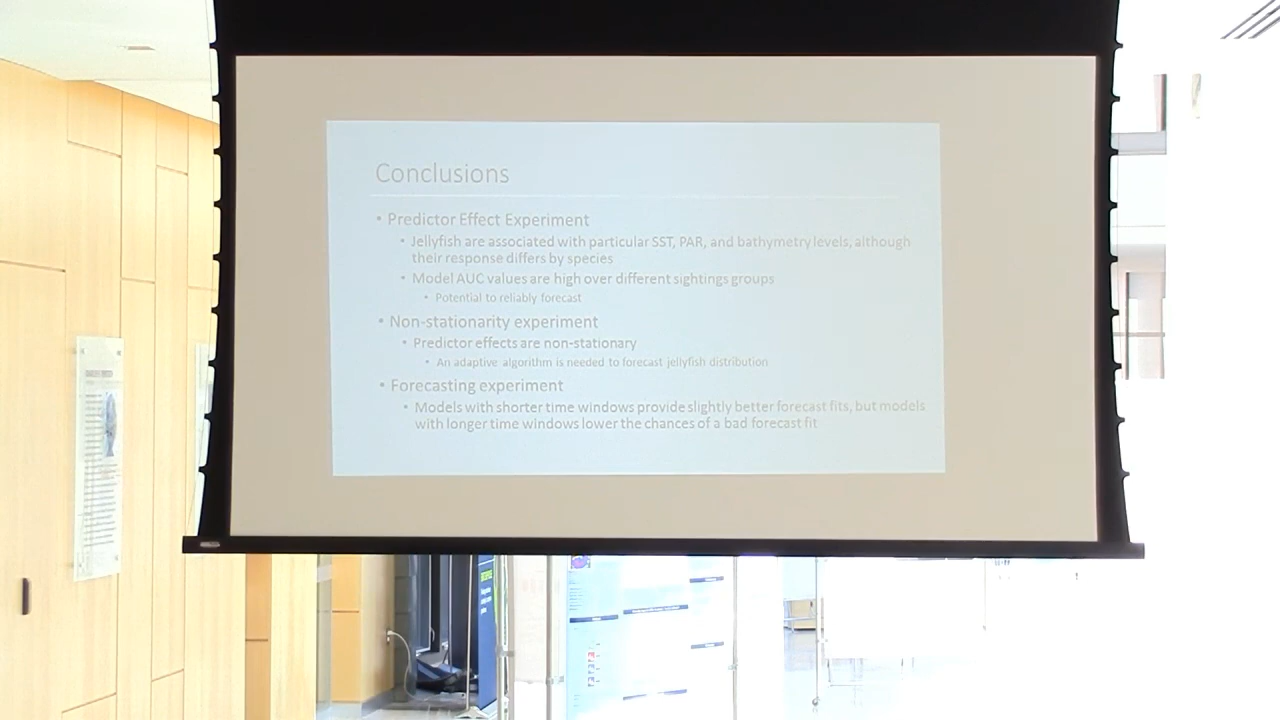 Conclusions
• Predictor Effect Experiment
• Jellyfish are associated with particular SST, PAR, and bathymetry levels, although
their response differs by species
• Model AUC values are high over different sightings groups
• Potential to reliably forecast
• Non-stationarity experiment
• Predictor effects are non-stationary
• An adaptive algorithm is needed to forecast jellyfish distribution
• Forecasting experiment
• Models with shorter time windows provide slightly better forecast fits, but models
with longer time windows lower the chances of a bad forecast fit